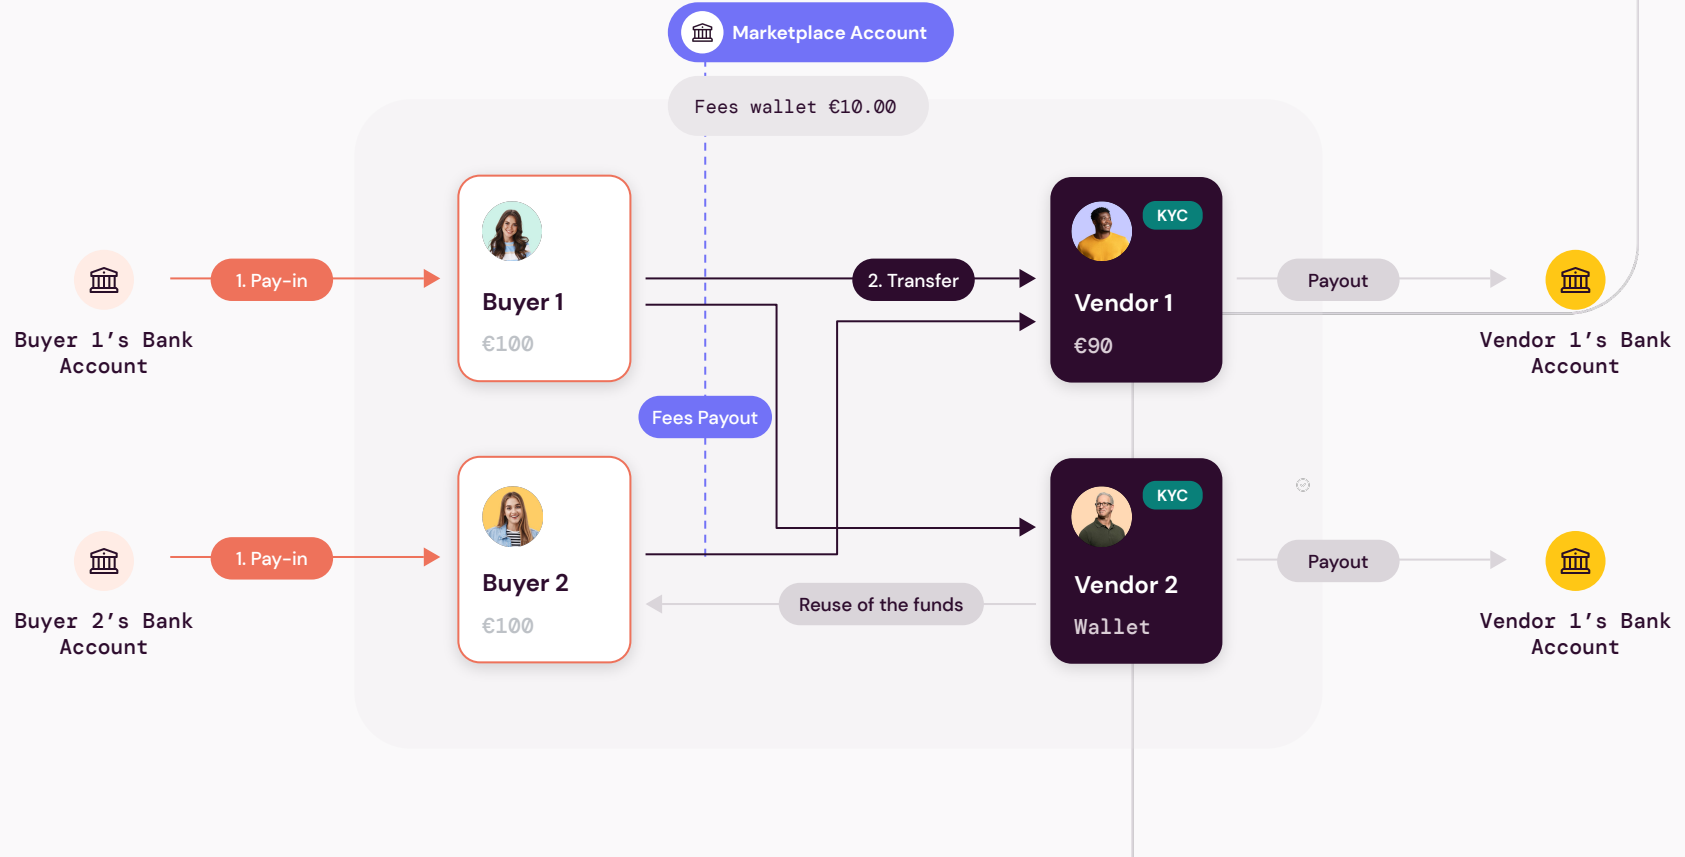 Marketplace Account
Fees wallet €10.00
1. Pay-in
Buyer 1’s Bank
Account
Buyer 1
€100
2. Transfer
KYC
Vendor 1
€90
Payout
Vendor 1’s Bank
Account
Fees Payout
1. Pay-in
Buyer 2’s Bank
Account
Buyer 2
€100
Reuse of the funds
KYC
Vendor 2
Wallet
Payout
Vendor 1’s Bank
Account